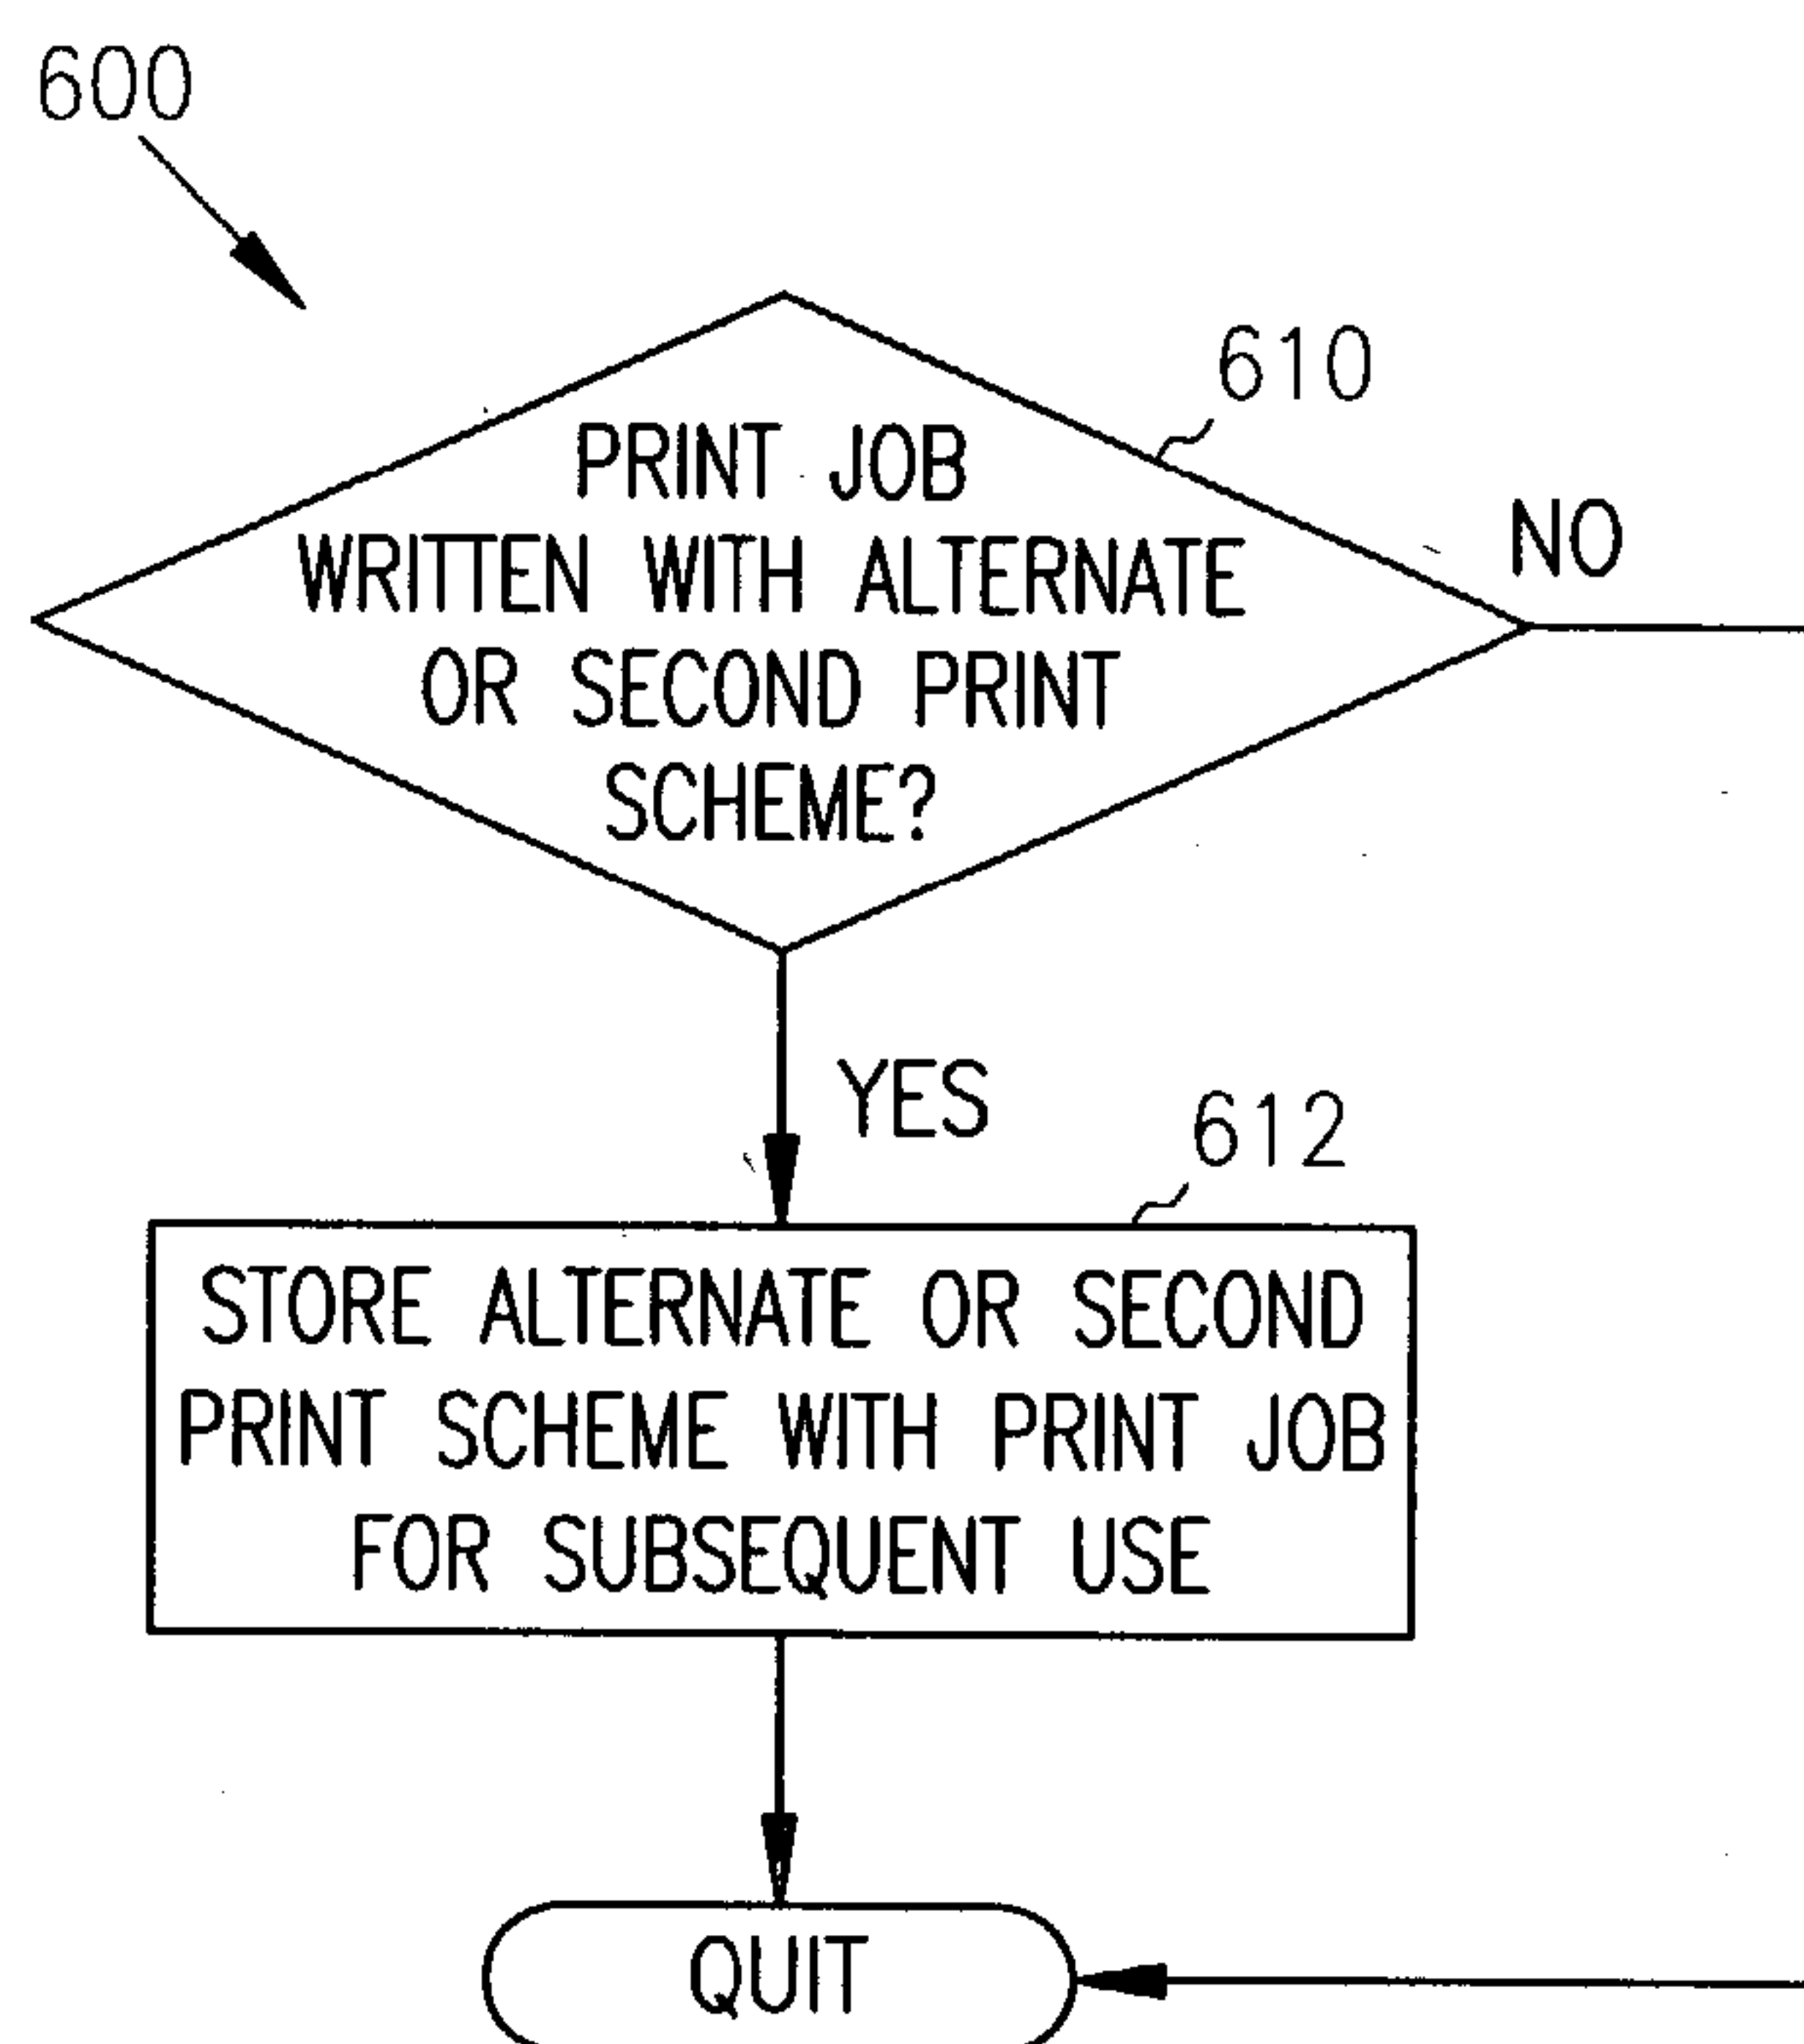 600
610
PRINT JOB
WRITTEN WITH ALTERNATE
OR SECOND PRINT
SCHEME?
NO
YES
612
STORE ALTERNATE OR SECOND
PRINT SCHEME WITH PRINT JOB
FOR SUBSEQUENT USE
QUIT